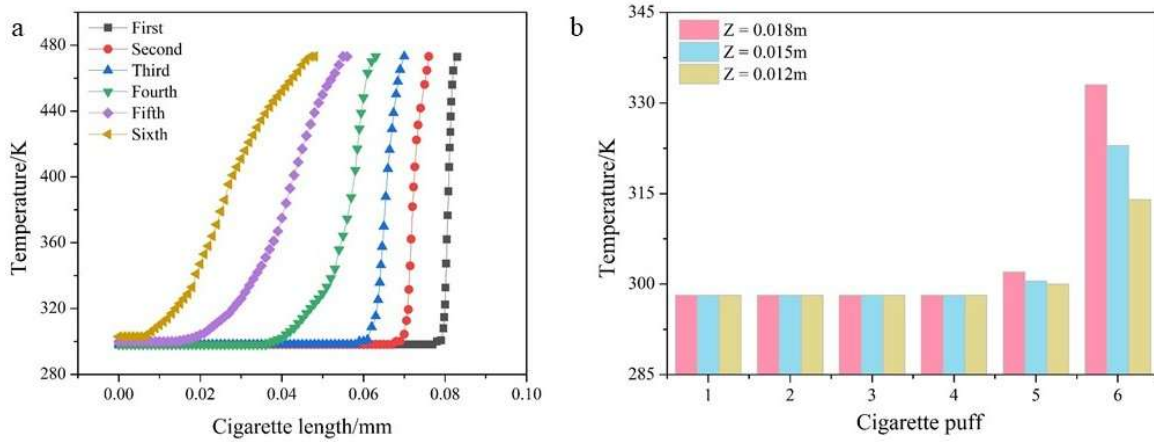 a
First
Second
Third
Fourth
Fifth
Sixth
480
440
400
360
320
280
Temperature/K
0.00
0.02
0.04
0.06
0.08
0.10
Cigarette length/mm
b
Z = 0.018m
Z = 0.015m
Z = 0.012m
345
330
315
300
285
Temperature/K
1
2
3
4
5
6
Cigarette puff